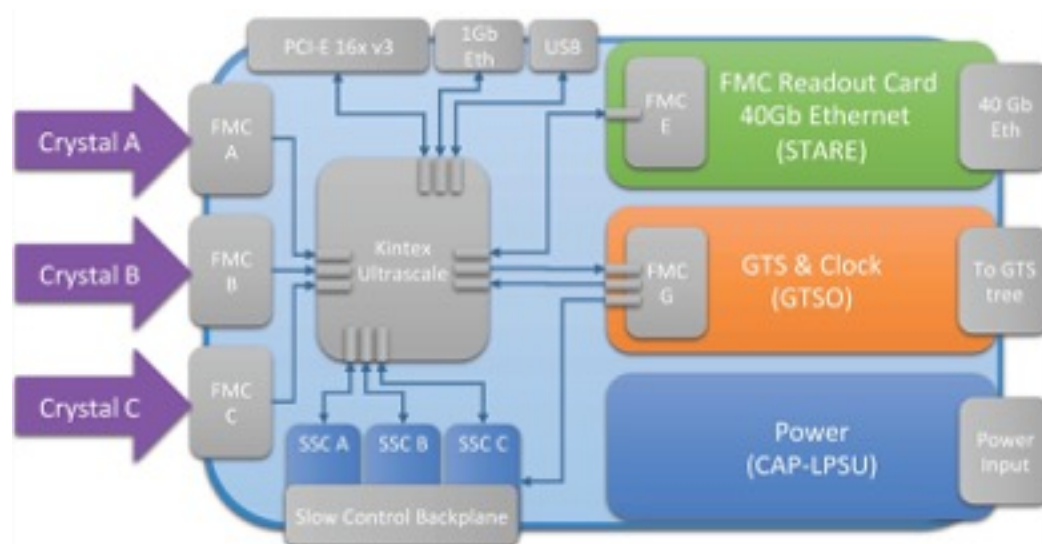 PCI-E 16x v3
1Gb
Eth
USB
Crystal A
FMC
A
FMC
E
FMC Readout Card
40Gb Ethernet
(STARE)
40 Gb
Eth
Crystal B
FMC
B
Kintex
Ultrascale
FMC
G
GTS & Clock
(GTSO)
To GTS
tree
Crystal C
FMC
C
SSC A
SSC B
SSC C
Slow Control Backplane
Power
(CAP-LPSU)
Power
Input